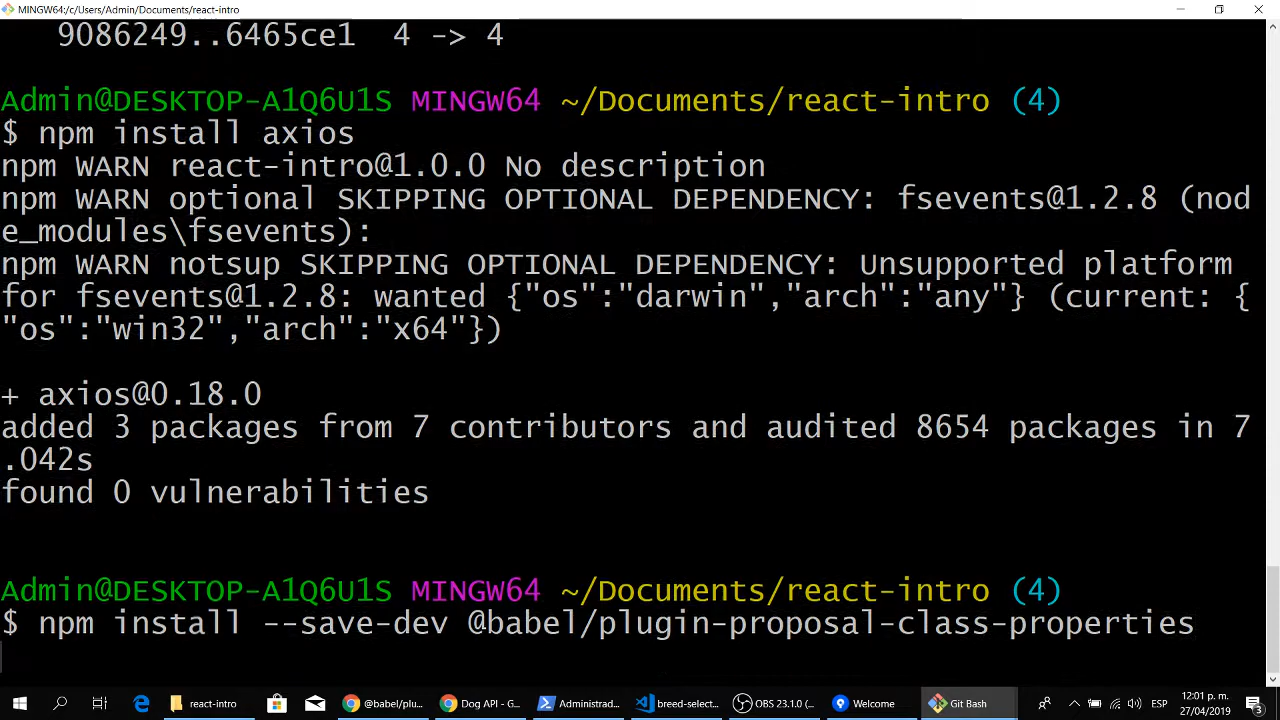 MINGW64:/c/Users/Admin/Documents/react-intro
9086249..6465ce1  4 -> 4
Admin@DESKTOP-A1Q6U1S MINGW64 ~/Documents/react-intro (4)
$ npm install axios
npm WARN react-intro@1.0.0 No description
npm WARN optional SKIPPING OPTIONAL DEPENDENCY: fsevents@1.2.8 (nod
e_modules\fsevents):
npm WARN notsup SKIPPING OPTIONAL DEPENDENCY: Unsupported platform
for fsevents@1.2.8: wanted {"os":"darwin","arch":"any"} (current: {
"os":"win32","arch":"x64"})
+ axios@0.18.0
added 3 packages from 7 contributors and audited 8654 packages in 7
.042s
found 0 vulnerabilities
Admin@DESKTOP-A1Q6U1S MINGW64 ~/Documents/react-intro (4)
$ npm install --save-dev @babel/plugin-proposal-class-properties
react-intro @babel/plu... Dog API - G... Administrad... breed-select... OBS 23.1.0 (... Welcome Git Bash ESP 12:01 p. m.
27/04/2019 3